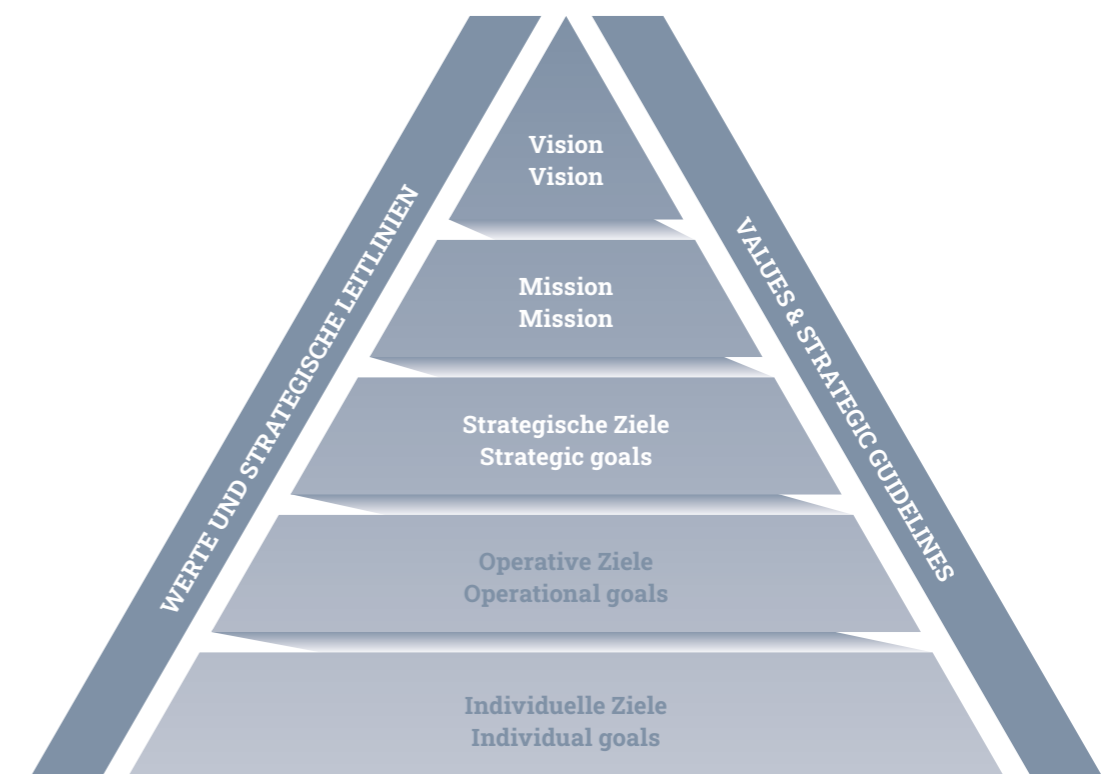 Vision
Vision
Mission
Mission
Strategische Ziele
Strategic goals
Operative Ziele
Operational goals
Individuelle Ziele
Individual goals
WERTE UND STRATEGISCHE LEITLINIEN
VALUES & STRATEGIC GUIDELINES